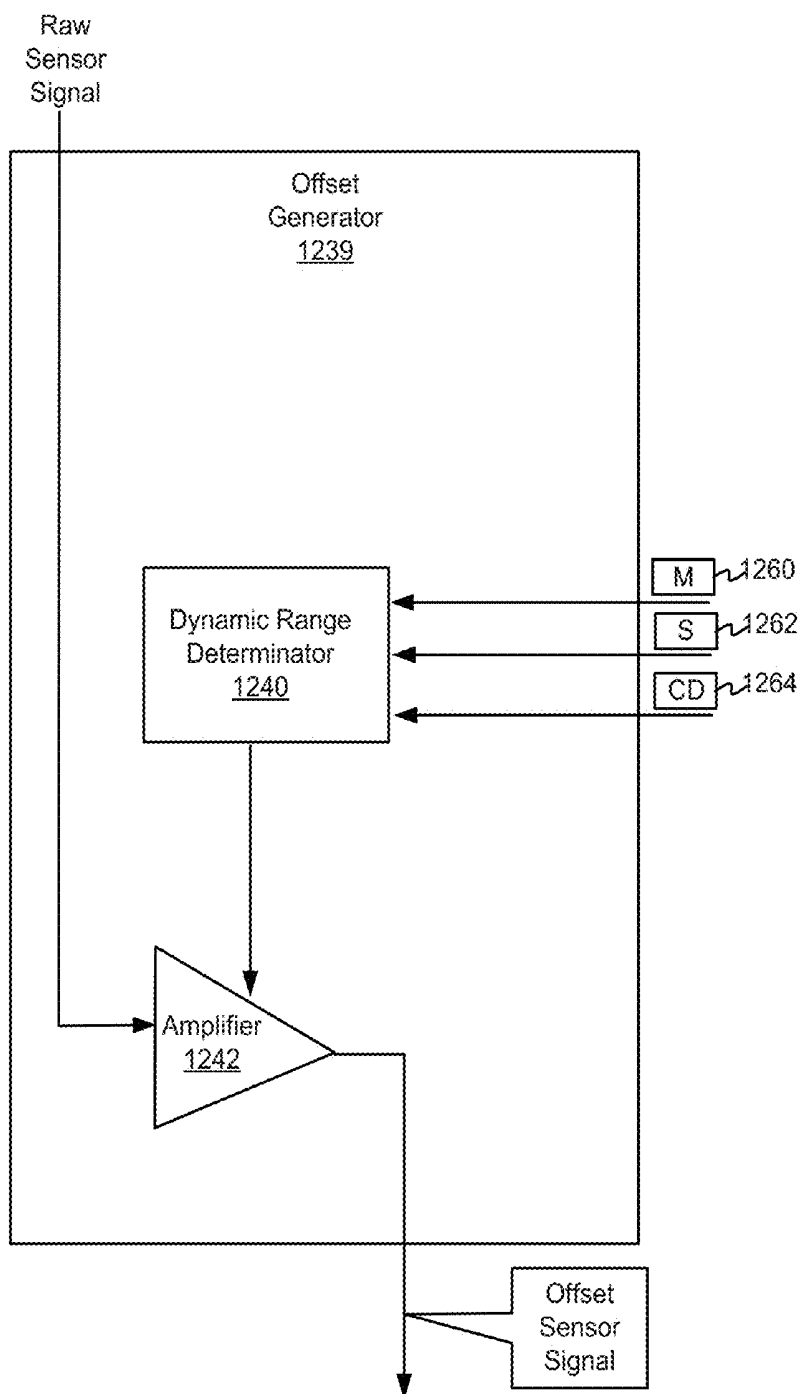 Raw
Sensor
Signal
Offset
Generator
1239
M
1260
S
1262
CD
1264
Dynamic Range
Determinator
1240
Amplifier
1242
Offset
Sensor
Signal